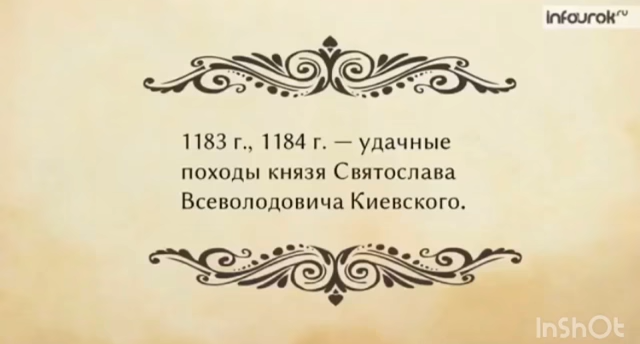 infourok.ru
1183 г., 1184 г. — удачные
походы князя Святослава
Всеволодовича Киевского.
InShOt